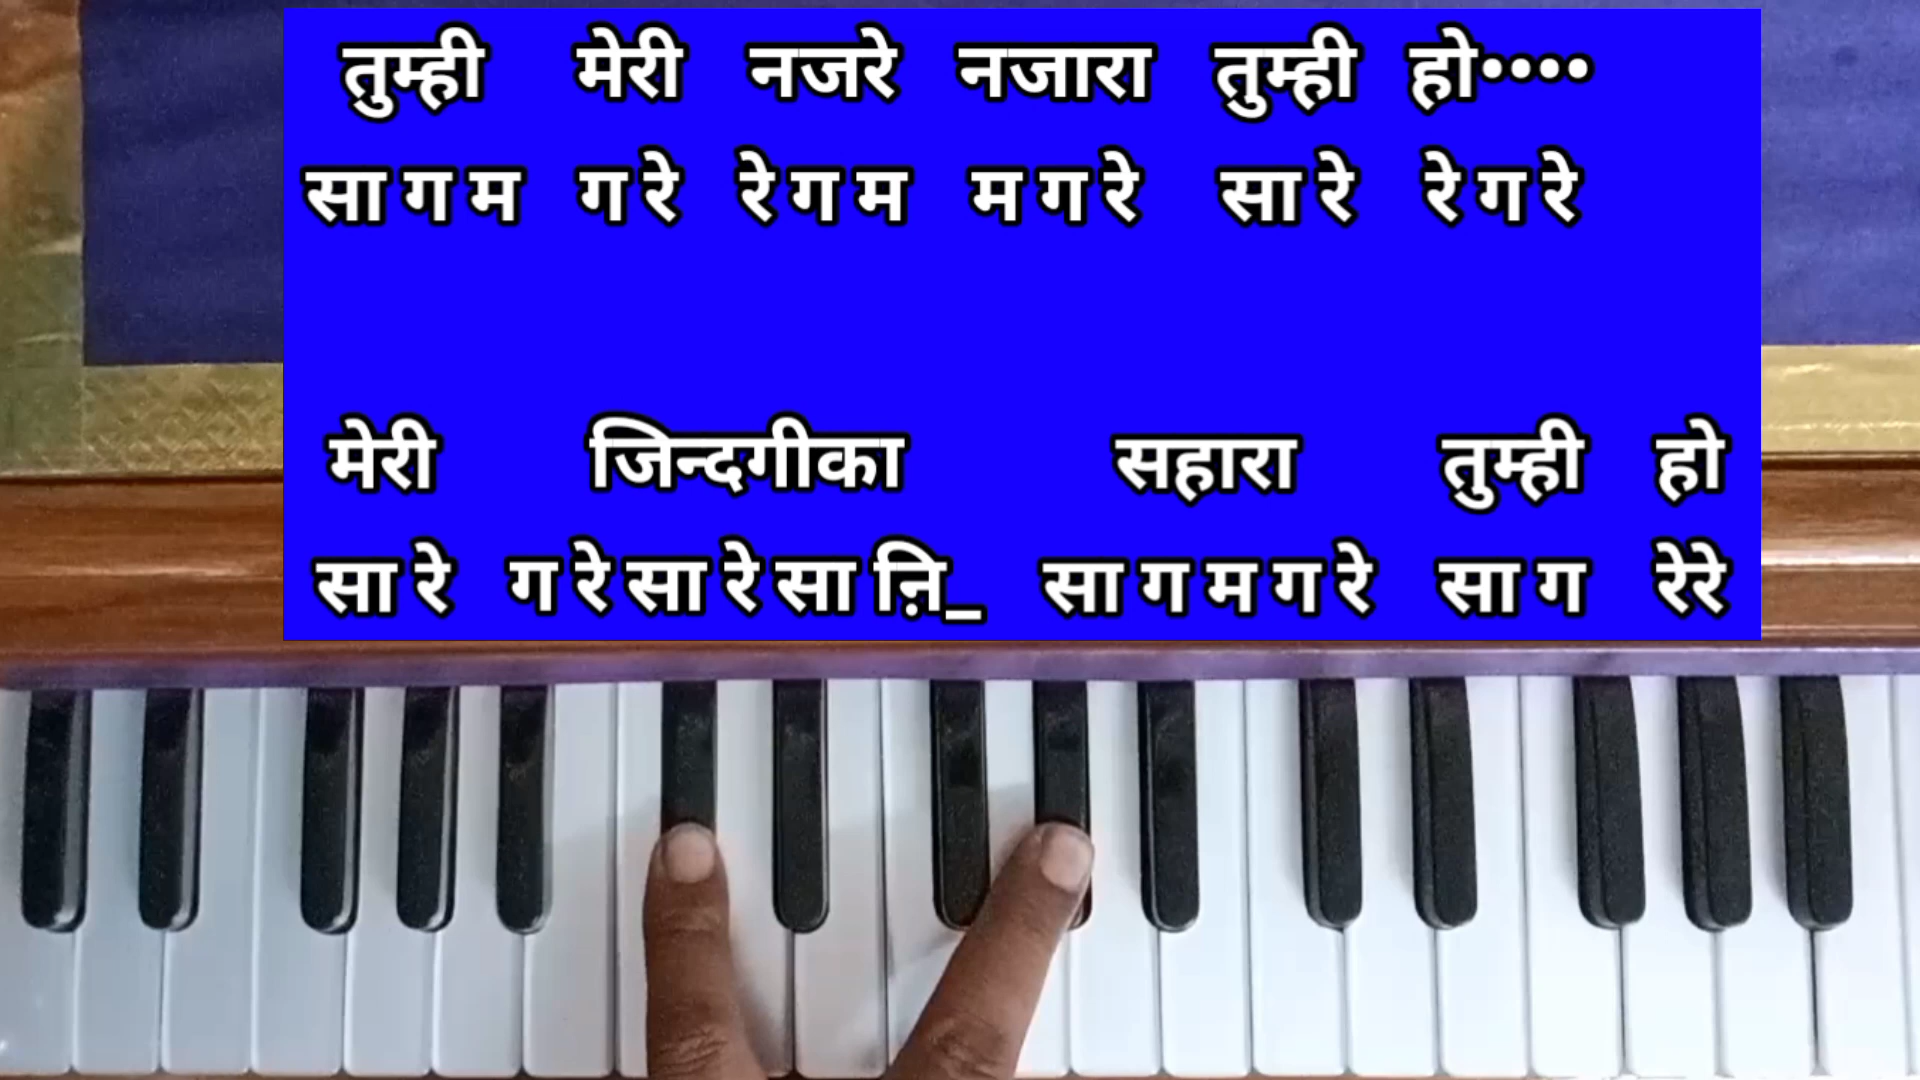 तुम्ही मेरी नजरे नजारा तुम्ही हो••••
सा ग म ग रे रे ग म म ग रे सा रे रे ग रे
मेरी जिन्दगीका सहारा तुम्ही हो
सा रे ग रे सा रे सा ऩि_ सा ग म ग रे सा ग रेरे